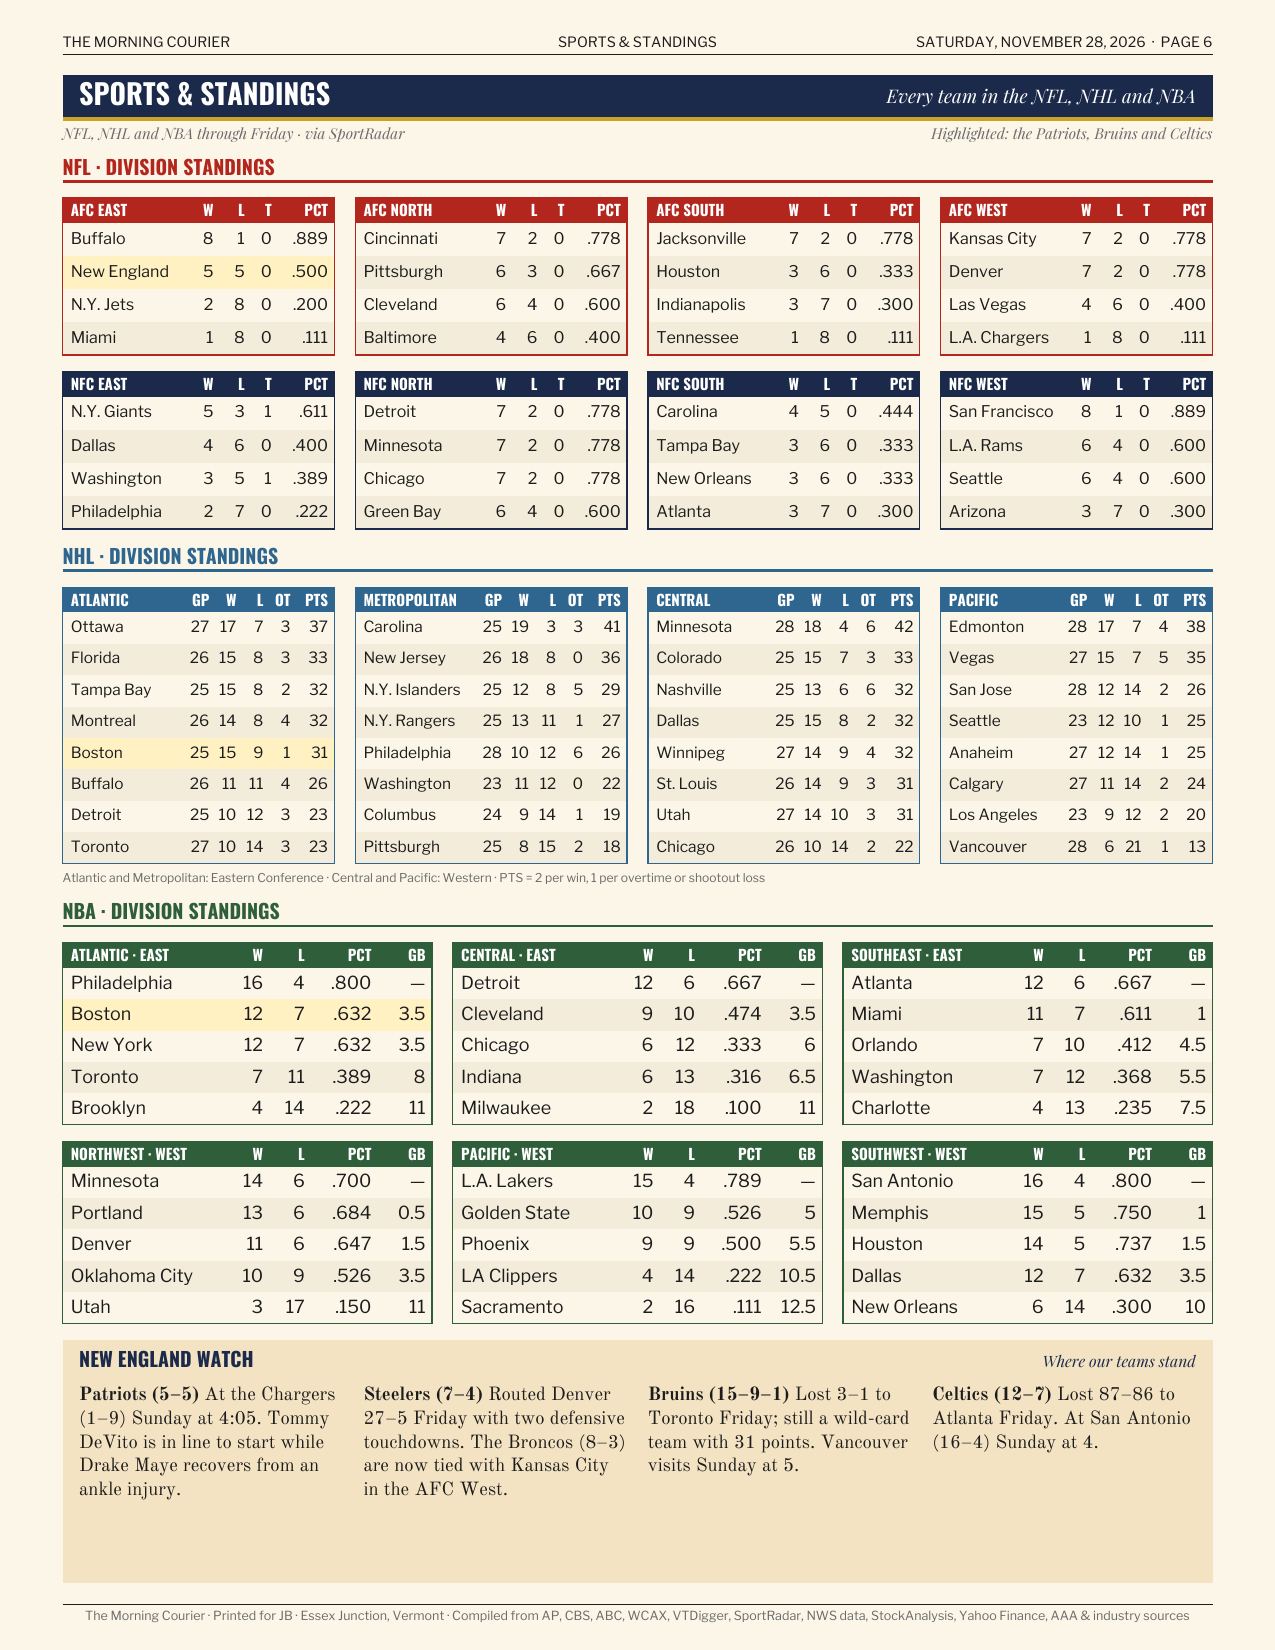 THE MORNING COURIER SPORTS & STANDINGS SATURDAY, NOVEMBER 28, 2026 · PAGE 6
SPORTS & STANDINGS Every team in the NFL, NHL and NBA
NFL, NHL and NBA through Friday · via SportRadar Highlighted: the Patriots, Bruins and Celtics
NFL · DIVISION STANDINGS
AFC EAST W L T PCT
Buffalo 8 1 0 .889
New England 5 5 0 .500
N.Y. Jets 2 8 0 .200
Miami 1 8 0 .111
AFC NORTH W L T PCT
Cincinnati 7 2 0 .778
Pittsburgh 6 3 0 .667
Cleveland 6 4 0 .600
Baltimore 4 6 0 .400
AFC SOUTH W L T PCT
Jacksonville 7 2 0 .778
Houston 3 6 0 .333
Indianapolis 3 7 0 .300
Tennessee 1 8 0 .111
AFC WEST W L T PCT
Kansas City 7 2 0 .778
Denver 7 2 0 .778
Las Vegas 4 6 0 .400
L.A. Chargers 1 8 0 .111
NFC EAST W L T PCT
N.Y. Giants 5 3 1 .611
Dallas 4 6 0 .400
Washington 3 5 1 .389
Philadelphia 2 7 0 .222
NFC NORTH W L T PCT
Detroit 7 2 0 .778
Minnesota 7 2 0 .778
Chicago 7 2 0 .778
Green Bay 6 4 0 .600
NFC SOUTH W L T PCT
Carolina 4 5 0 .444
Tampa Bay 3 6 0 .333
New Orleans 3 6 0 .333
Atlanta 3 7 0 .300
NFC WEST W L T PCT
San Francisco 8 1 0 .889
L.A. Rams 6 4 0 .600
Seattle 6 4 0 .600
Arizona 3 7 0 .300
NHL · DIVISION STANDINGS
ATLANTIC GP W L OT PTS
Ottawa 27 17 7 3 37
Florida 26 15 8 3 33
Tampa Bay 25 15 8 2 32
Montreal 26 14 8 4 32
Boston 25 15 9 1 31
Buffalo 26 11 11 4 26
Detroit 25 10 12 3 23
Toronto 27 10 14 3 23
METROPOLITAN GP W L OT PTS
Carolina 25 19 3 3 41
New Jersey 26 18 8 0 36
N.Y. Islanders 25 12 8 5 29
N.Y. Rangers 25 13 11 1 27
Philadelphia 28 10 12 6 26
Washington 23 11 12 0 22
Columbus 24 9 14 1 19
Pittsburgh 25 8 15 2 18
CENTRAL GP W L OT PTS
Minnesota 28 18 4 6 42
Colorado 25 15 7 3 33
Nashville 25 13 6 6 32
Dallas 25 15 8 2 32
Winnipeg 27 14 9 4 32
St. Louis 26 14 9 3 31
Utah 27 14 10 3 31
Chicago 26 10 14 2 22
PACIFIC GP W L OT PTS
Edmonton 28 17 7 4 38
Vegas 27 15 7 5 35
San Jose 28 12 14 2 26
Seattle 23 12 10 1 25
Anaheim 27 12 14 1 25
Calgary 27 11 14 2 24
Los Angeles 23 9 12 2 20
Vancouver 28 6 21 1 13
Atlantic and Metropolitan: Eastern Conference · Central and Pacific: Western · PTS = 2 per win, 1 per overtime or shootout loss
NBA · DIVISION STANDINGS
ATLANTIC · EAST W L PCT GB
Philadelphia 16 4 .800 —
Boston 12 7 .632 3.5
New York 12 7 .632 3.5
Toronto 7 11 .389 8
Brooklyn 4 14 .222 11
CENTRAL · EAST W L PCT GB
Detroit 12 6 .667 —
Cleveland 9 10 .474 3.5
Chicago 6 12 .333 6
Indiana 6 13 .316 6.5
Milwaukee 2 18 .100 11
SOUTHEAST · EAST W L PCT GB
Atlanta 12 6 .667 —
Miami 11 7 .611 1
Orlando 7 10 .412 4.5
Washington 7 12 .368 5.5
Charlotte 4 13 .235 7.5
NORTHWEST · WEST W L PCT GB
Minnesota 14 6 .700 —
Portland 13 6 .684 0.5
Denver 11 6 .647 1.5
Oklahoma City 10 9 .526 3.5
Utah 3 17 .150 11
PACIFIC · WEST W L PCT GB
L.A. Lakers 15 4 .789 —
Golden State 10 9 .526 5
Phoenix 9 9 .500 5.5
LA Clippers 4 14 .222 10.5
Sacramento 2 16 .111 12.5
SOUTHWEST · WEST W L PCT GB
San Antonio 16 4 .800 —
Memphis 15 5 .750 1
Houston 14 5 .737 1.5
Dallas 12 7 .632 3.5
New Orleans 6 14 .300 10
NEW ENGLAND WATCH Where our teams stand
Patriots (5–5) At the Chargers
(1–9) Sunday at 4:05. Tommy
DeVito is in line to start while
Drake Maye recovers from an
ankle injury.
Steelers (7–4) Routed Denver
27–5 Friday with two defensive
touchdowns. The Broncos (8–3)
are now tied with Kansas City
in the AFC West.
Bruins (15–9–1) Lost 3–1 to
Toronto Friday; still a wild-card
team with 31 points. Vancouver
visits Sunday at 5.
Celtics (12–7) Lost 87–86 to
Atlanta Friday. At San Antonio
(16–4) Sunday at 4.
The Morning Courier · Printed for JB · Essex Junction, Vermont · Compiled from AP, CBS, ABC, WCAX, VTDigger, SportRadar, NWS data, StockAnalysis, Yahoo Finance, AAA & industry sources